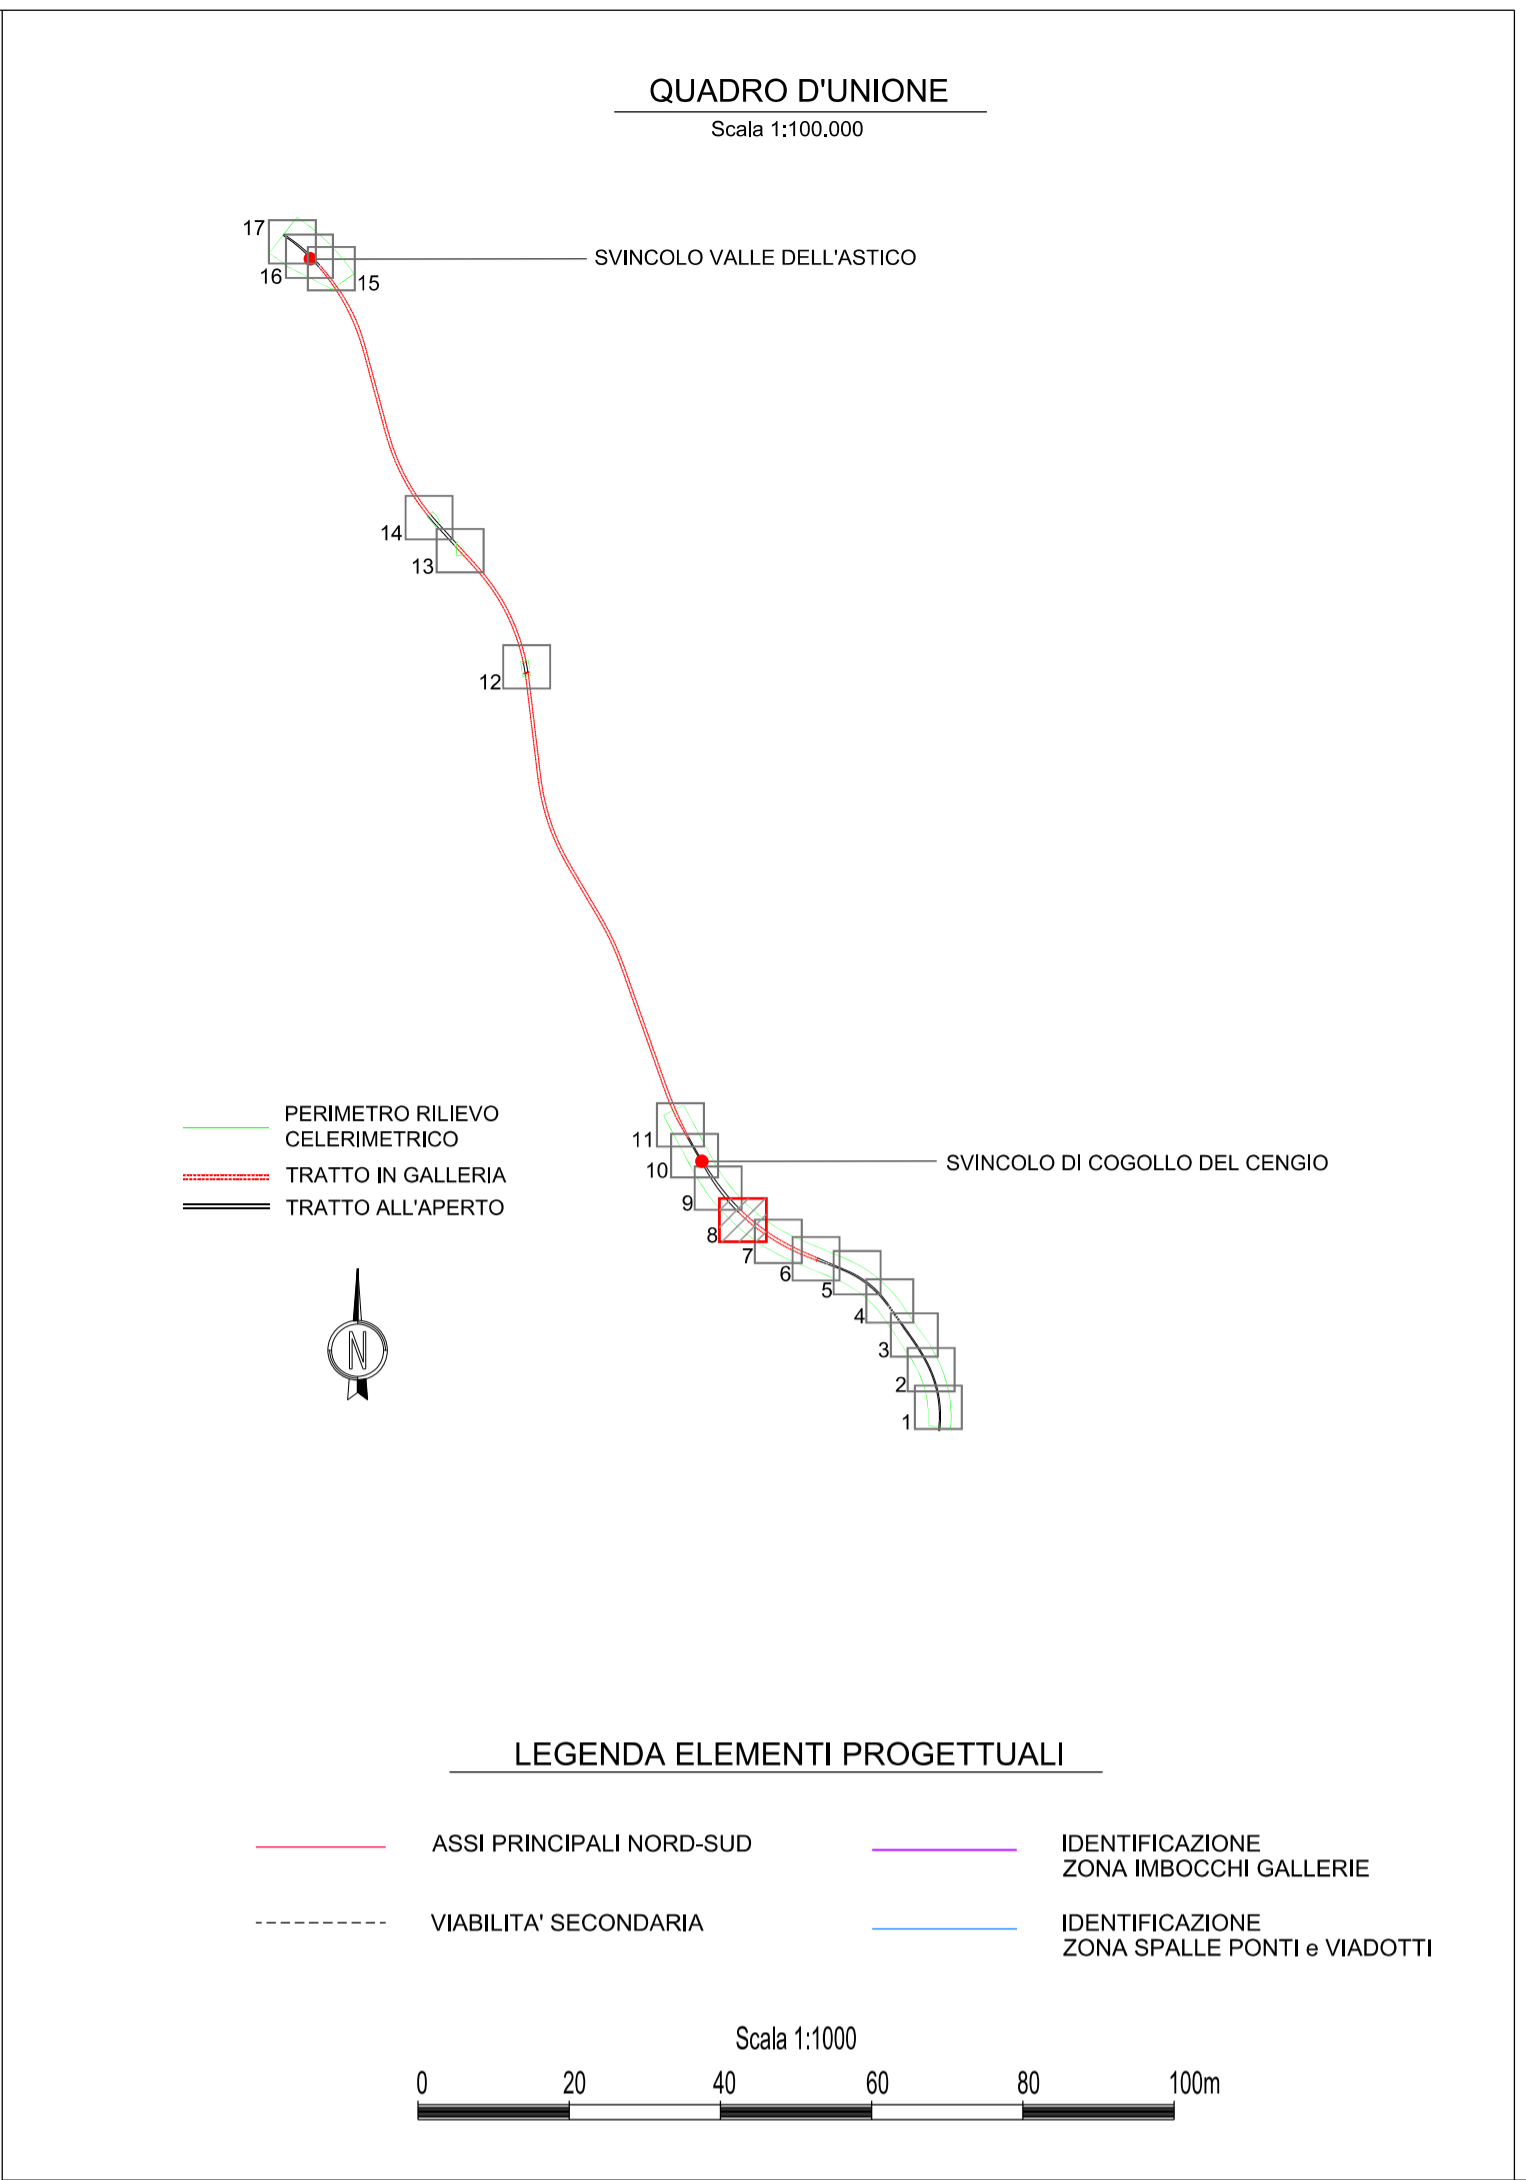 QUADRO D'UNIONE
Scala 1:100.000
17
SVINCOLO VALLE DELL'ASTICO
16
15
14
13
12
PERIMETRO RILIEVO
CELERIMETRICO
TRATTO IN GALLERIA
TRATTO ALL'APERTO
11
SVINCOLO DI COGOLLO DEL CENGIO
10
9
8
7
6
5
4
3
2
1
N
LEGENDA ELEMENTI PROGETTUALI
ASSI PRINCIPALI NORD-SUD
IDENTIFICAZIONE
ZONA IMBOCCHI GALLERIE
VIABILITA' SECONDARIA
IDENTIFICAZIONE
ZONA SPALLE PONTI e VIADOTTI
Scala 1:1000
0 20 40 60 80 100m